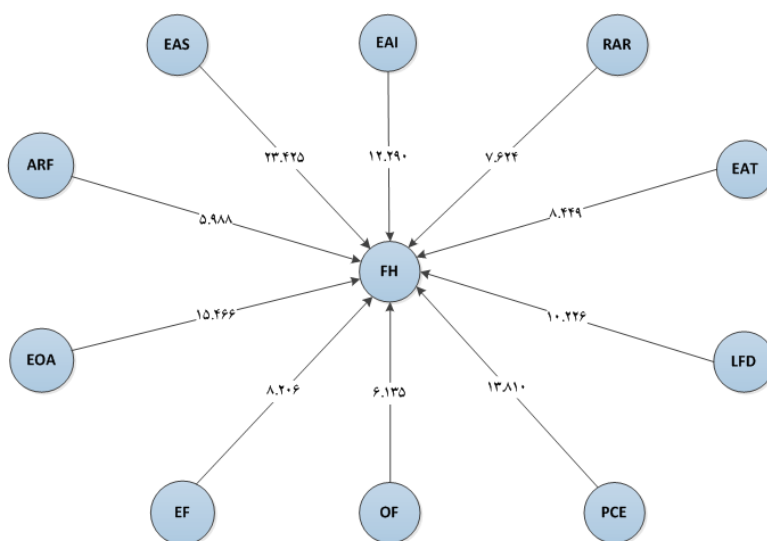 EAS
EAI
RAR
۲۳.۴۲۵
۱۲.۲۹۰
۷.۶۲۴
ARF
EAT
۵.۹۸۸
۸.۴۴۹
FH
۱۵.۴۶۶
۱۰.۲۲۶
EOA
LFD
۸.۲۰۶
۶.۱۳۵
۱۳.۸۱۰
EF
OF
PCE